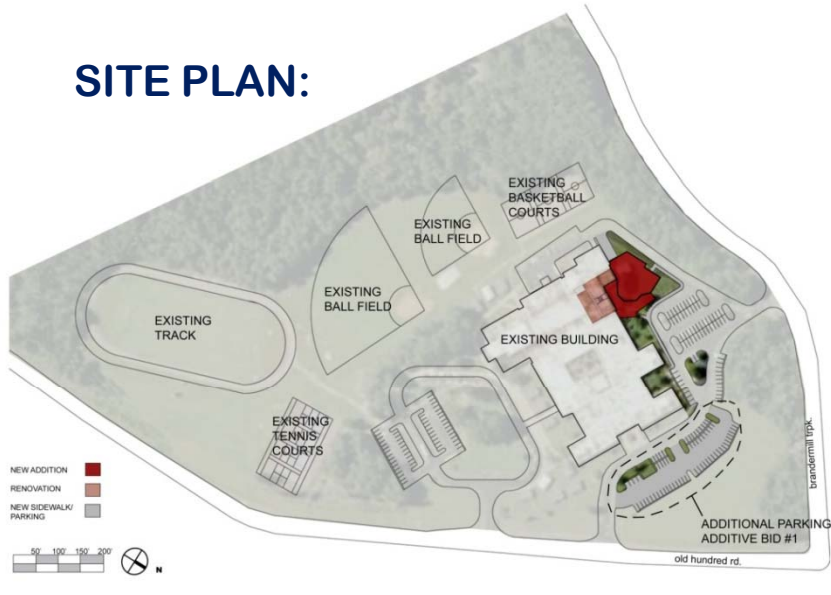 SITE PLAN:
EXISTING
BASKETBALL
COURTS
EXISTING
BALL FIELD
EXISTING
BALL FIELD
EXISTING
TRACK
EXISTING BUILDING
EXISTING
TENNIS
COURTS
brandermill trpk.
NEW ADDITION
RENOVATION
NEW SIDEWALK/
PARKING
ADDITIONAL PARKING
ADDITIVE BID #1
old hundred rd.
50' 100' 150' 200'
N